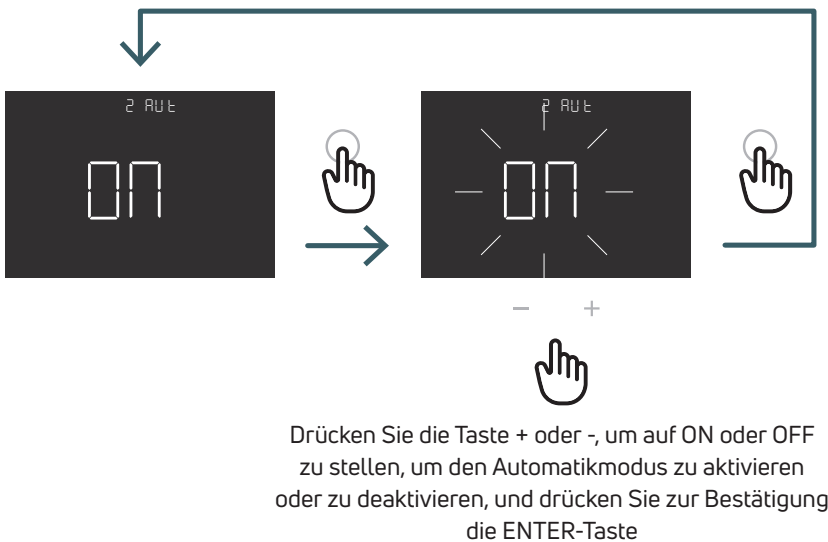 2 AUt
ON
2 AUt
ON
− +
Drücken Sie die Taste + oder -, um auf ON oder OFF
zu stellen, um den Automatikmodus zu aktivieren
oder zu deaktivieren, und drücken Sie zur Bestätigung
die ENTER-Taste